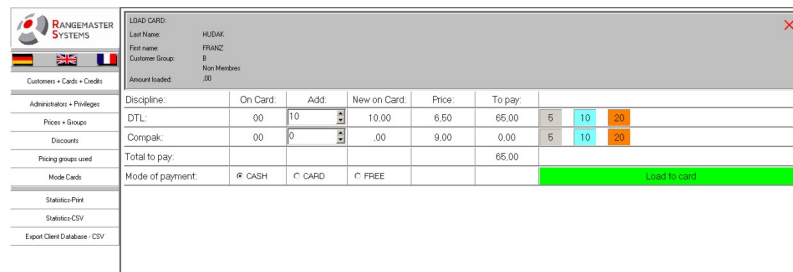 RANGEMASTER
SYSTEMS
Customers + Cards + Credits
Administrators + Privileges
Prices + Groups
Discounts
Pricing groups used
Mode Cards
Statistics-Print
Statistics-CSV
Export Client Database - CSV
LOAD CARD:
Last Name: HUDAK
First name: FRANZ
Customer Group: B
Non Membres
Amount loaded: ,00
Discipline: On Card: Add: New on Card: Price: To pay:
DTL: 00 10 10,00 6,50 65,00 5 10 20
Compak: 00 0 ,00 9,00 0,00 5 10 20
Total to pay: 65,00
Mode of payment: CASH CARD FREE Load to card